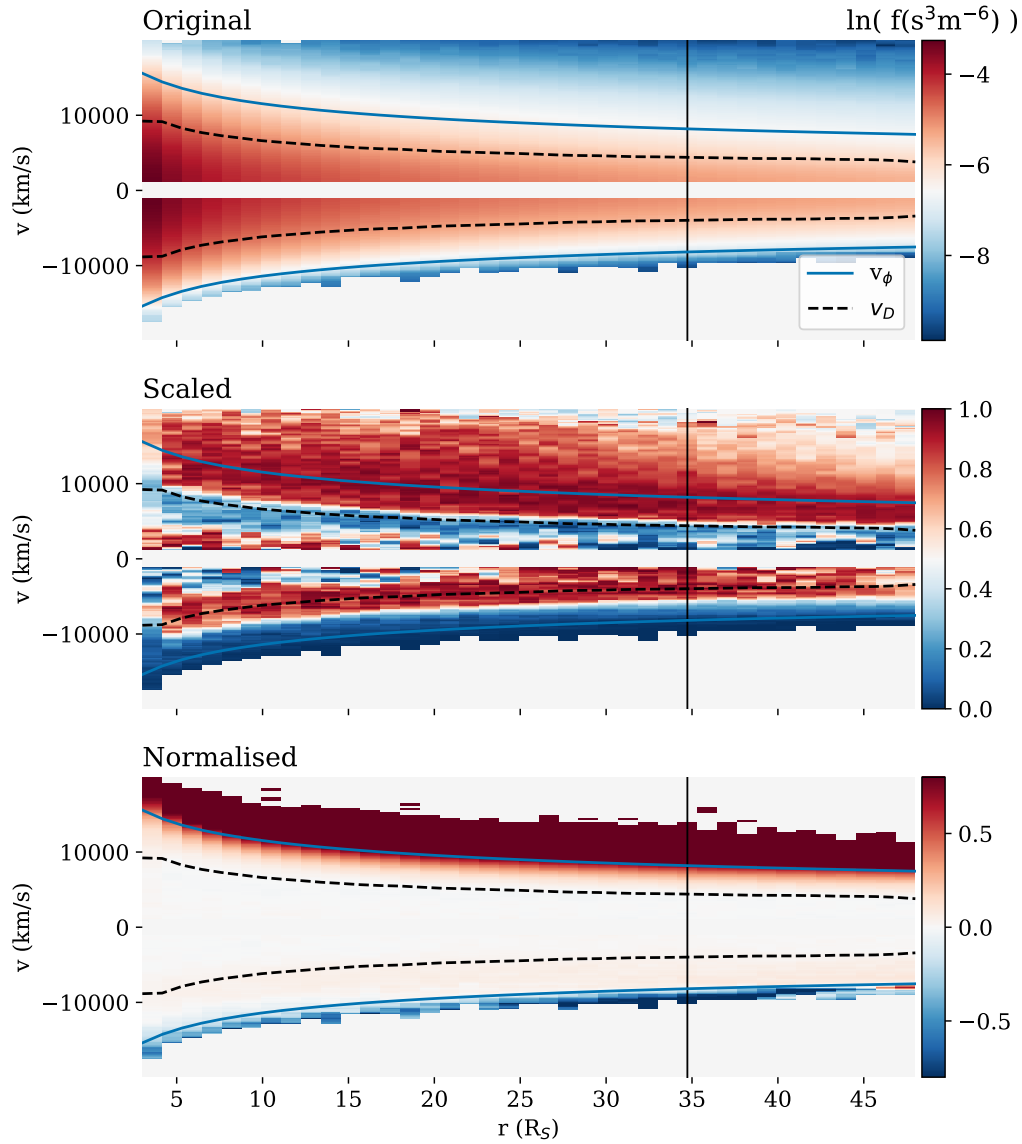 Original
ln( f(s³m⁻⁶) )
10000
0
−10000
v (km/s)
v_ϕ
v_D
−4
−6
−8
Scaled
10000
0
−10000
v (km/s)
1.0
0.8
0.6
0.4
0.2
0.0
Normalised
10000
0
−10000
v (km/s)
0.5
0.0
−0.5
5 10 15 20 25 30 35 40 45
r (R_S)